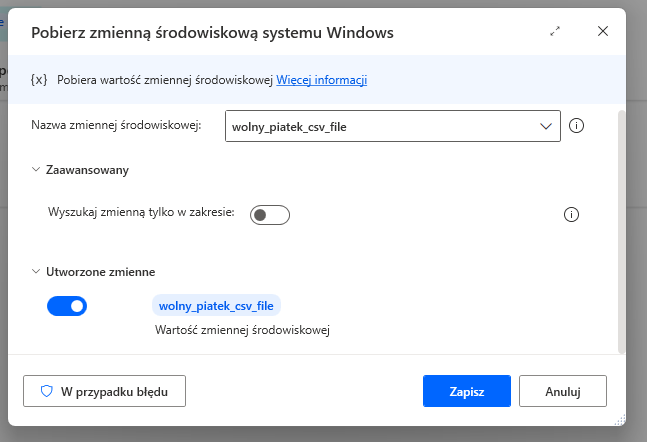 Pobierz zmienną środowiskową systemu Windows
{x} Pobiera wartość zmiennej środowiskowej Więcej informacji
Nazwa zmiennej środowiskowej: wolny_piatek_csv_file
Zaawansowany
Wyszukaj zmienną tylko w zakresie:
Utworzone zmienne
wolny_piatek_csv_file
Wartość zmiennej środowiskowej
W przypadku błędu Zapisz Anuluj